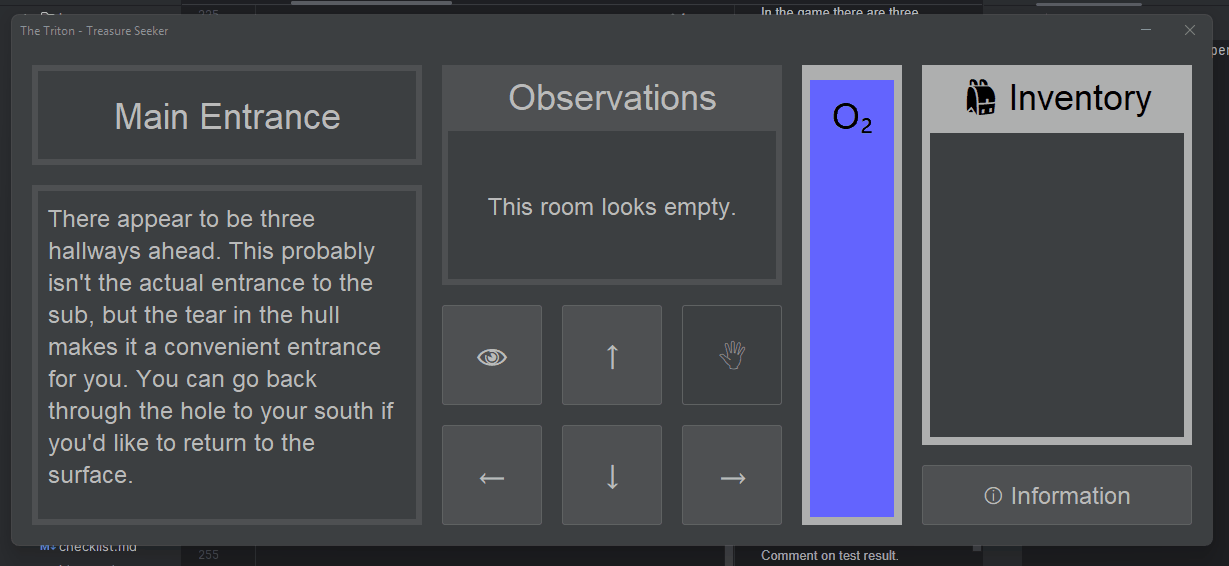 225
In the game there are three
The Triton - Treasure Seeker
Main Entrance
There appear to be three
hallways ahead. This probably
isn't the actual entrance to the
sub, but the tear in the hull
makes it a convenient entrance
for you. You can go back
through the hole to your south if
you'd like to return to the
surface.
Observations
This room looks empty.
↑
← ↓ →
O₂
Inventory
ⓘ Information
M↓ checklist.md
255
Comment on test result.